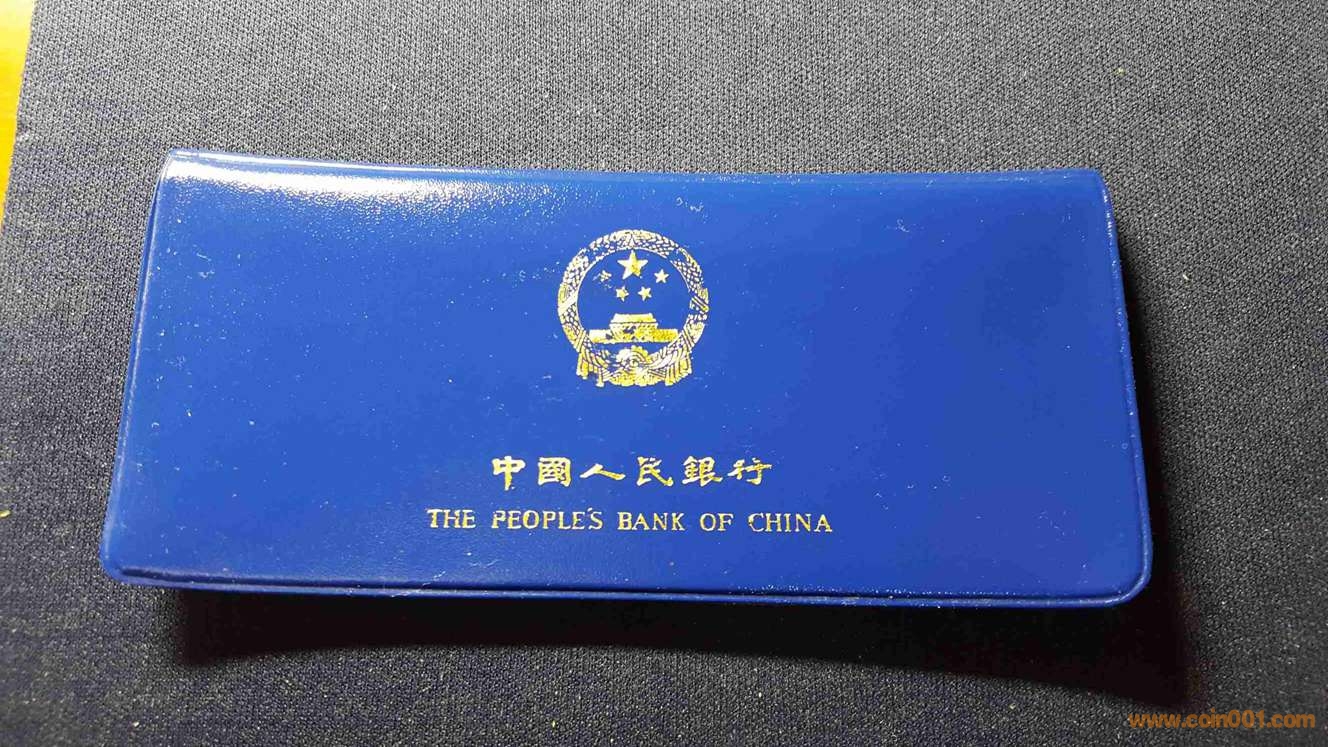 中國人民銀行
THE PEOPLE'S BANK OF CHINA
www.coin001.com